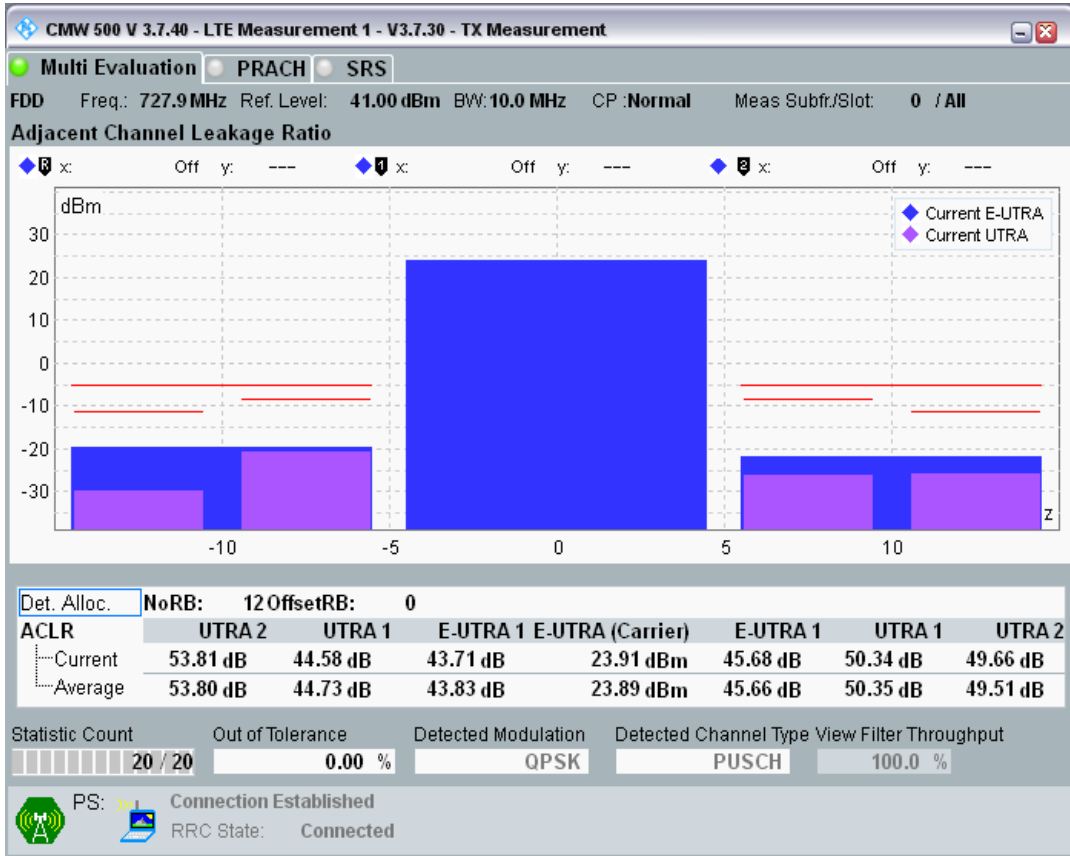 CMW 500 V 3.7.40 - LTE Measurement 1 - V3.7.30 - TX Measurement
Multi Evaluation PRACH SRS
FDD Freq.: 727.9 MHz Ref. Level: 41.00 dBm BW: 10.0 MHz CP :Normal Meas Subfr./Slot: 0 / All
Adjacent Channel Leakage Ratio
R x: Off y: --- 1 x: Off y: --- 2 x: Off y: ---
dBm
Current E-UTRA
Current UTRA
30
20
10
0
-10
-20
-30
z
-10 -5 0 5 10
Det. Alloc. NoRB: 12 OffsetRB: 0
ACLR UTRA 2 UTRA 1 E-UTRA 1 E-UTRA (Carrier) E-UTRA 1 UTRA 1 UTRA 2
Current 53.81 dB 44.58 dB 43.71 dB 23.91 dBm 45.68 dB 50.34 dB 49.66 dB
Average 53.80 dB 44.73 dB 43.83 dB 23.89 dBm 45.66 dB 50.35 dB 49.51 dB
Statistic Count Out of Tolerance Detected Modulation Detected Channel Type View Filter Throughput
20 / 20 0.00 % QPSK PUSCH 100.0 %
PS: Connection Established
RRC State: Connected